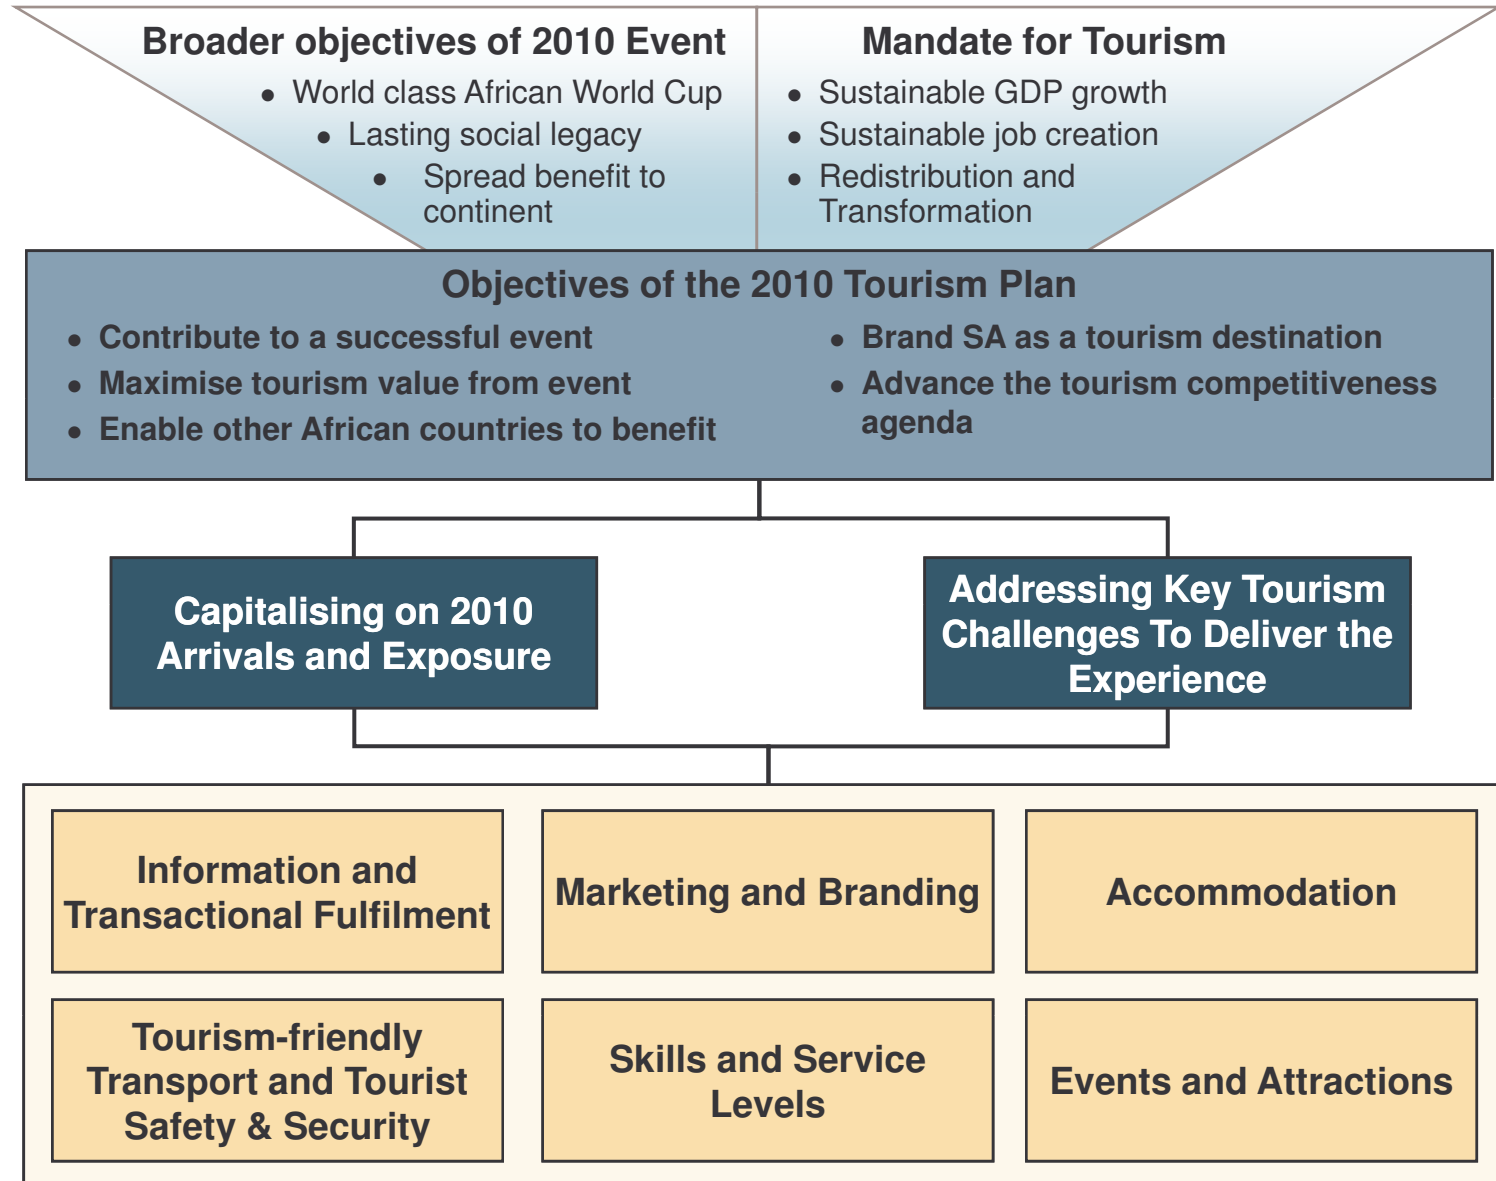 Broader objectives of 2010 Event
• World class African World Cup
• Lasting social legacy
• Spread benefit to
continent
Mandate for Tourism
• Sustainable GDP growth
• Sustainable job creation
• Redistribution and
Transformation
Objectives of the 2010 Tourism Plan
• Contribute to a successful event
• Maximise tourism value from event
• Enable other African countries to benefit
• Brand SA as a tourism destination
• Advance the tourism competitiveness
agenda
Capitalising on 2010
Arrivals and Exposure
Addressing Key Tourism
Challenges To Deliver the
Experience
Information and
Transactional Fulfilment
Marketing and Branding
Accommodation
Tourism-friendly
Transport and Tourist
Safety & Security
Skills and Service
Levels
Events and Attractions